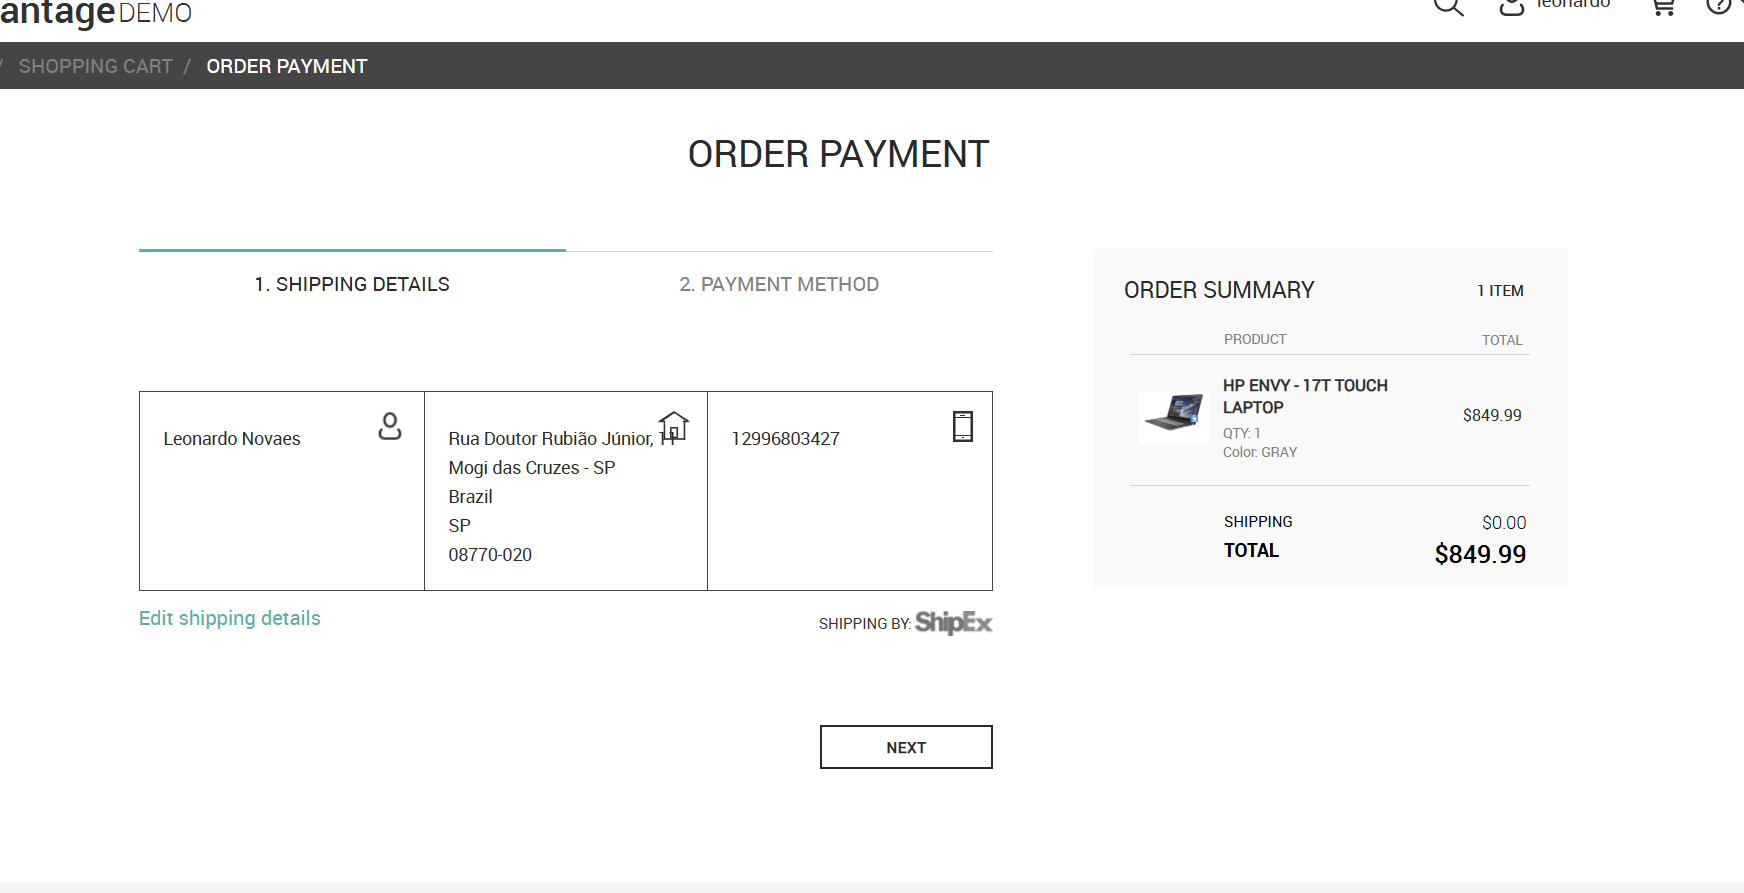 antage DEMO
leonardo
/ SHOPPING CART / ORDER PAYMENT
ORDER PAYMENT
1. SHIPPING DETAILS
2. PAYMENT METHOD
Leonardo Novaes
Rua Doutor Rubião Júnior, 11
Mogi das Cruzes - SP
Brazil
SP
08770-020
12996803427
Edit shipping details
SHIPPING BY: ShipEx
NEXT
ORDER SUMMARY
1 ITEM
PRODUCT
TOTAL
HP ENVY - 17T TOUCH
LAPTOP
$849.99
QTY: 1
Color: GRAY
SHIPPING
$0.00
TOTAL
$849.99